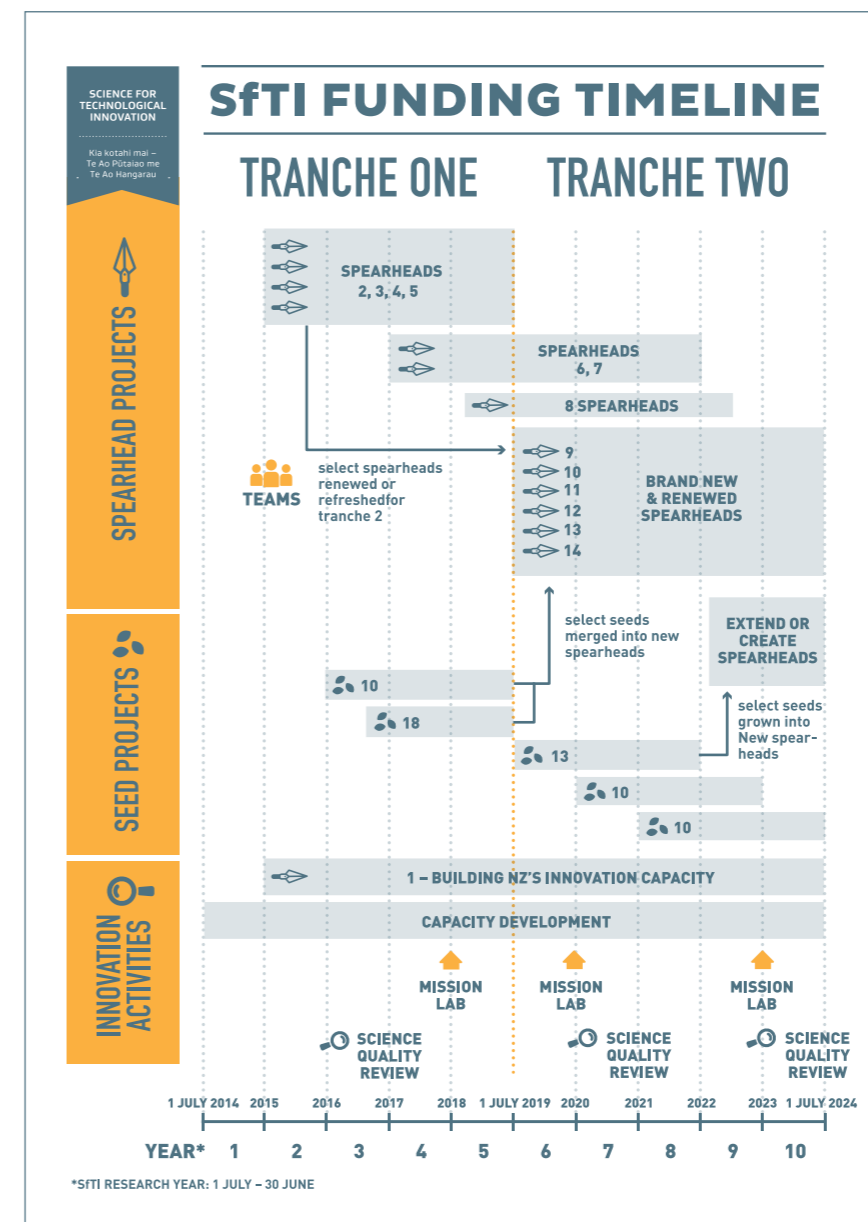 SCIENCE FOR
TECHNOLOGICAL
INNOVATION
Kia kotahi mai –
Te Ao Pūtaiao me
Te Ao Hangarau
SfTI FUNDING TIMELINE
TRANCHE ONE
TRANCHE TWO
SPEARHEAD PROJECTS
SPEARHEADS
2, 3, 4, 5
SPEARHEADS
6, 7
8 SPEARHEADS
TEAMS
select spearheads
renewed or
refreshedfor
tranche 2
9
10
11
12
13
14
BRAND NEW
& RENEWED
SPEARHEADS
SEED PROJECTS
select seeds
merged into new
spearheads
EXTEND OR
CREATE
SPEARHEADS
10
18
select seeds
grown into
New spear-
heads
13
10
10
INNOVATION
ACTIVITIES
1 – BUILDING NZ'S INNOVATION CAPACITY
CAPACITY DEVELOPMENT
MISSION
LAB
MISSION
LAB
MISSION
LAB
SCIENCE
QUALITY
REVIEW
SCIENCE
QUALITY
REVIEW
SCIENCE
QUALITY
REVIEW
1 JULY 2014 2015 2016 2017 2018 1 JULY 2019 2020 2021 2022 2023 1 JULY 2024
YEAR* 1 2 3 4 5 6 7 8 9 10
*SfTI RESEARCH YEAR: 1 JULY – 30 JUNE